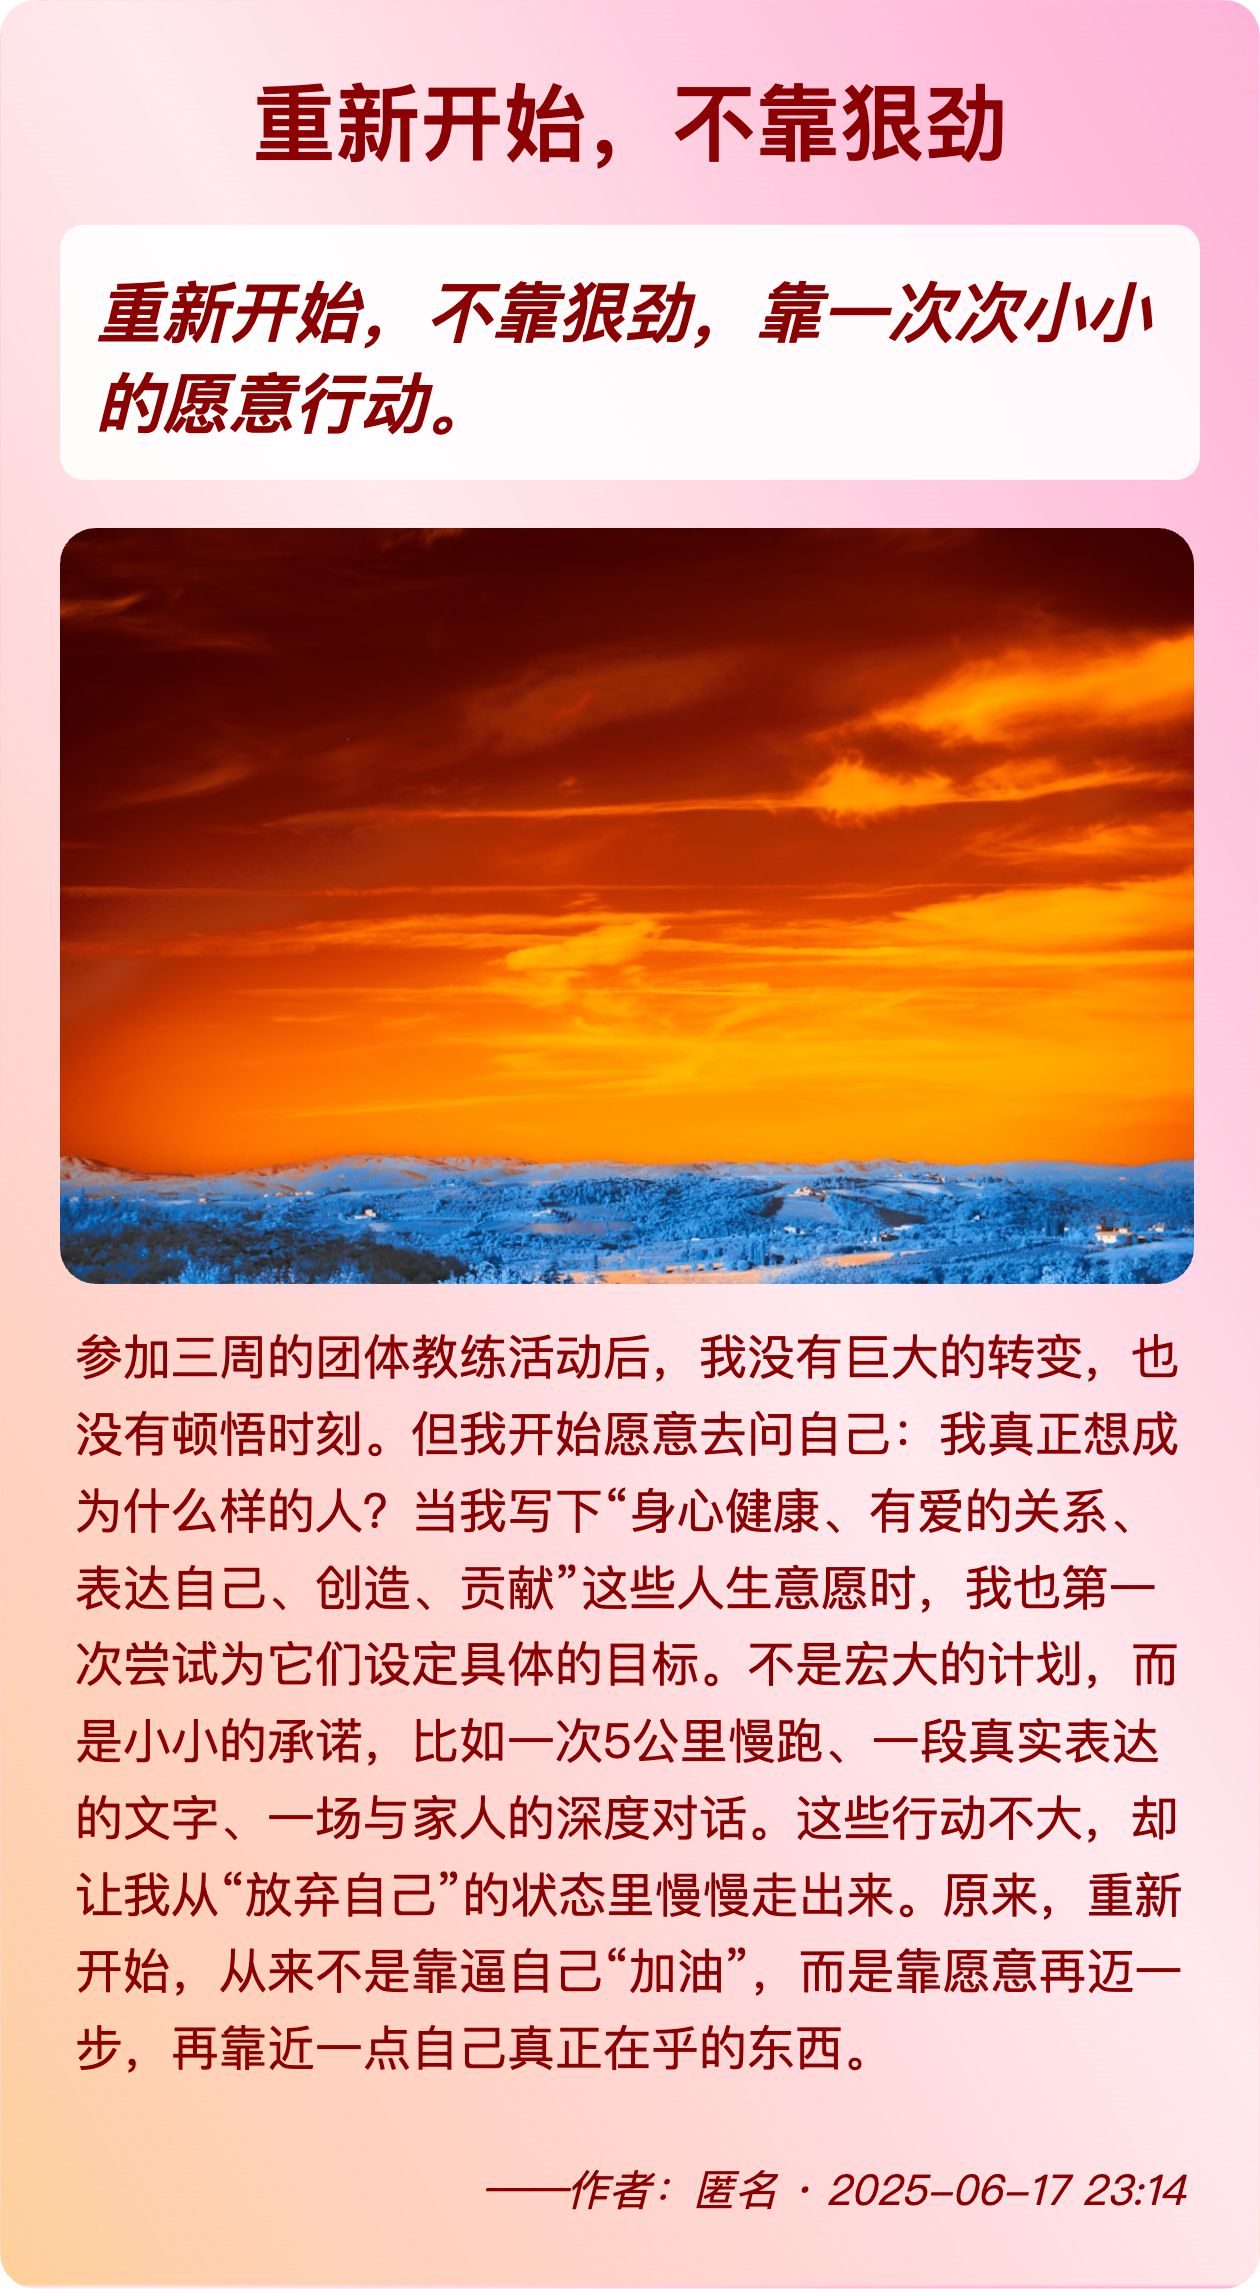 重新开始，不靠狠劲
重新开始，不靠狠劲，靠一次次小小
的愿意行动。
参加三周的团体教练活动后，我没有巨大的转变，也
没有顿悟时刻。但我开始愿意去问自己：我真正想成
为什么样的人？当我写下“身心健康、有爱的关系、
表达自己、创造、贡献”这些人生意愿时，我也第一
次尝试为它们设定具体的目标。不是宏大的计划，而
是小小的承诺，比如一次5公里慢跑、一段真实表达
的文字、一场与家人的深度对话。这些行动不大，却
让我从“放弃自己”的状态里慢慢走出来。原来，重新
开始，从来不是靠逼自己“加油”，而是靠愿意再迈一
步，再靠近一点自己真正在乎的东西。
——作者：匿名 · 2025-06-17 23:14